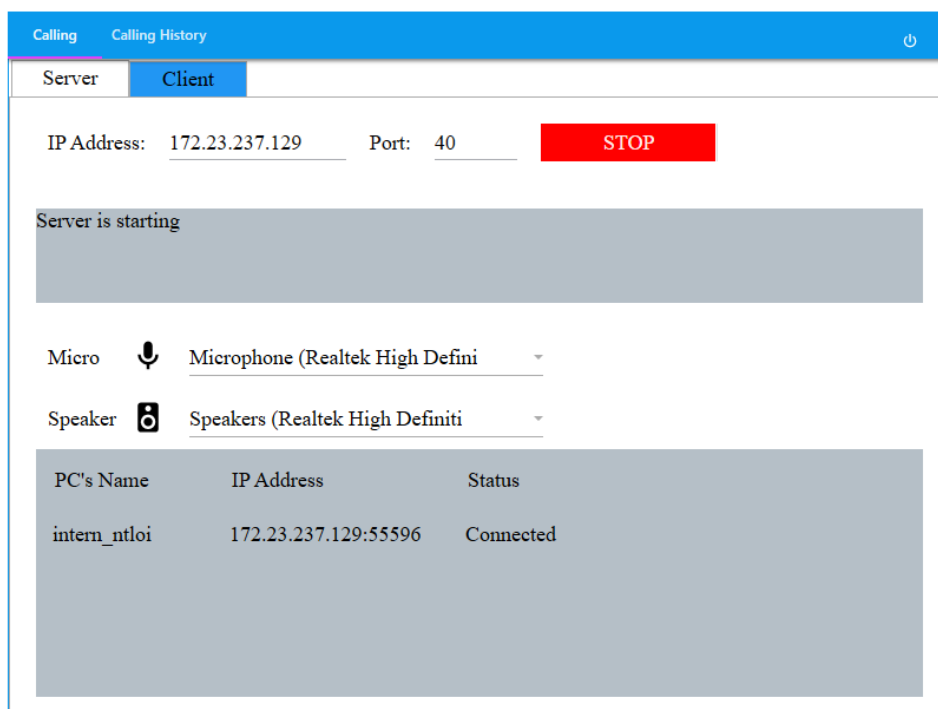 Calling Calling History
Server Client
IP Address: 172.23.237.129 Port: 40 STOP
Server is starting
Micro Microphone (Realtek High Defini
Speaker Speakers (Realtek High Definiti
PC's Name IP Address Status
intern_ntloi 172.23.237.129:55596 Connected